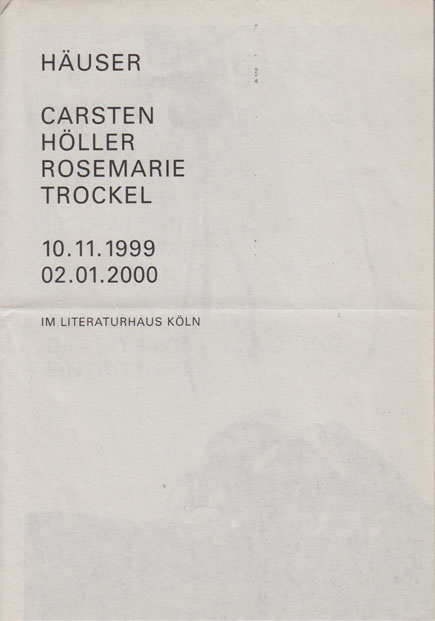 HÄUSER
CARSTEN
HÖLLER
ROSEMARIE
TROCKEL
10.11.1999
02.01.2000
IM LITERATURHAUS KÖLN